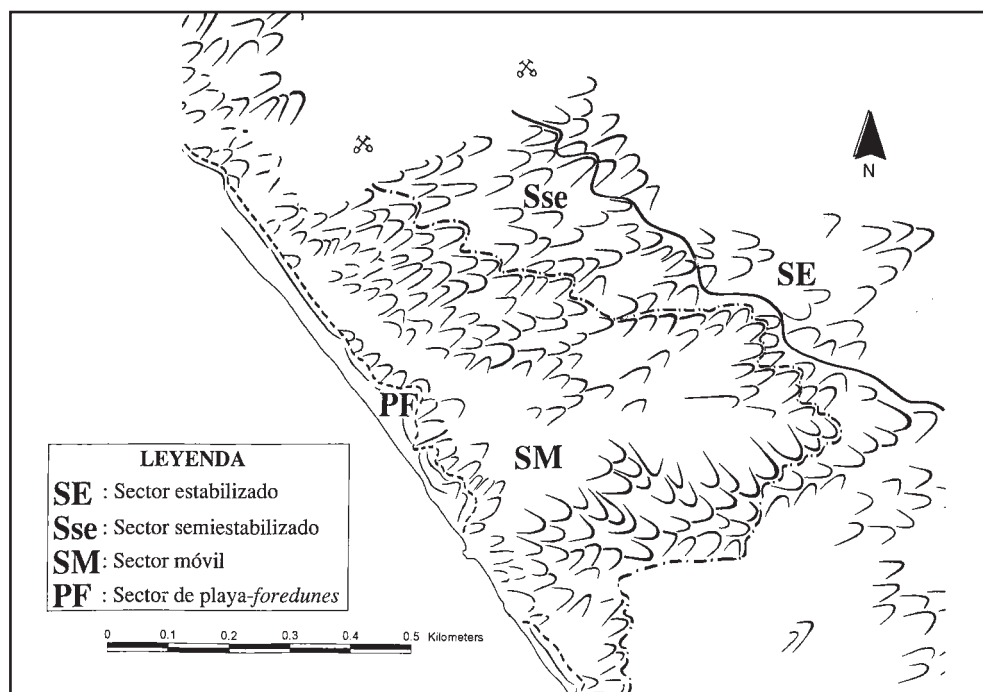 Sse
N
SE
PF
SM
LEYENDA
SE : Sector estabilizado
Sse : Sector semiestabilizado
SM : Sector móvil
PF : Sector de playa-foredunes
0 0.1 0.2 0.3 0.4 0.5 Kilometers